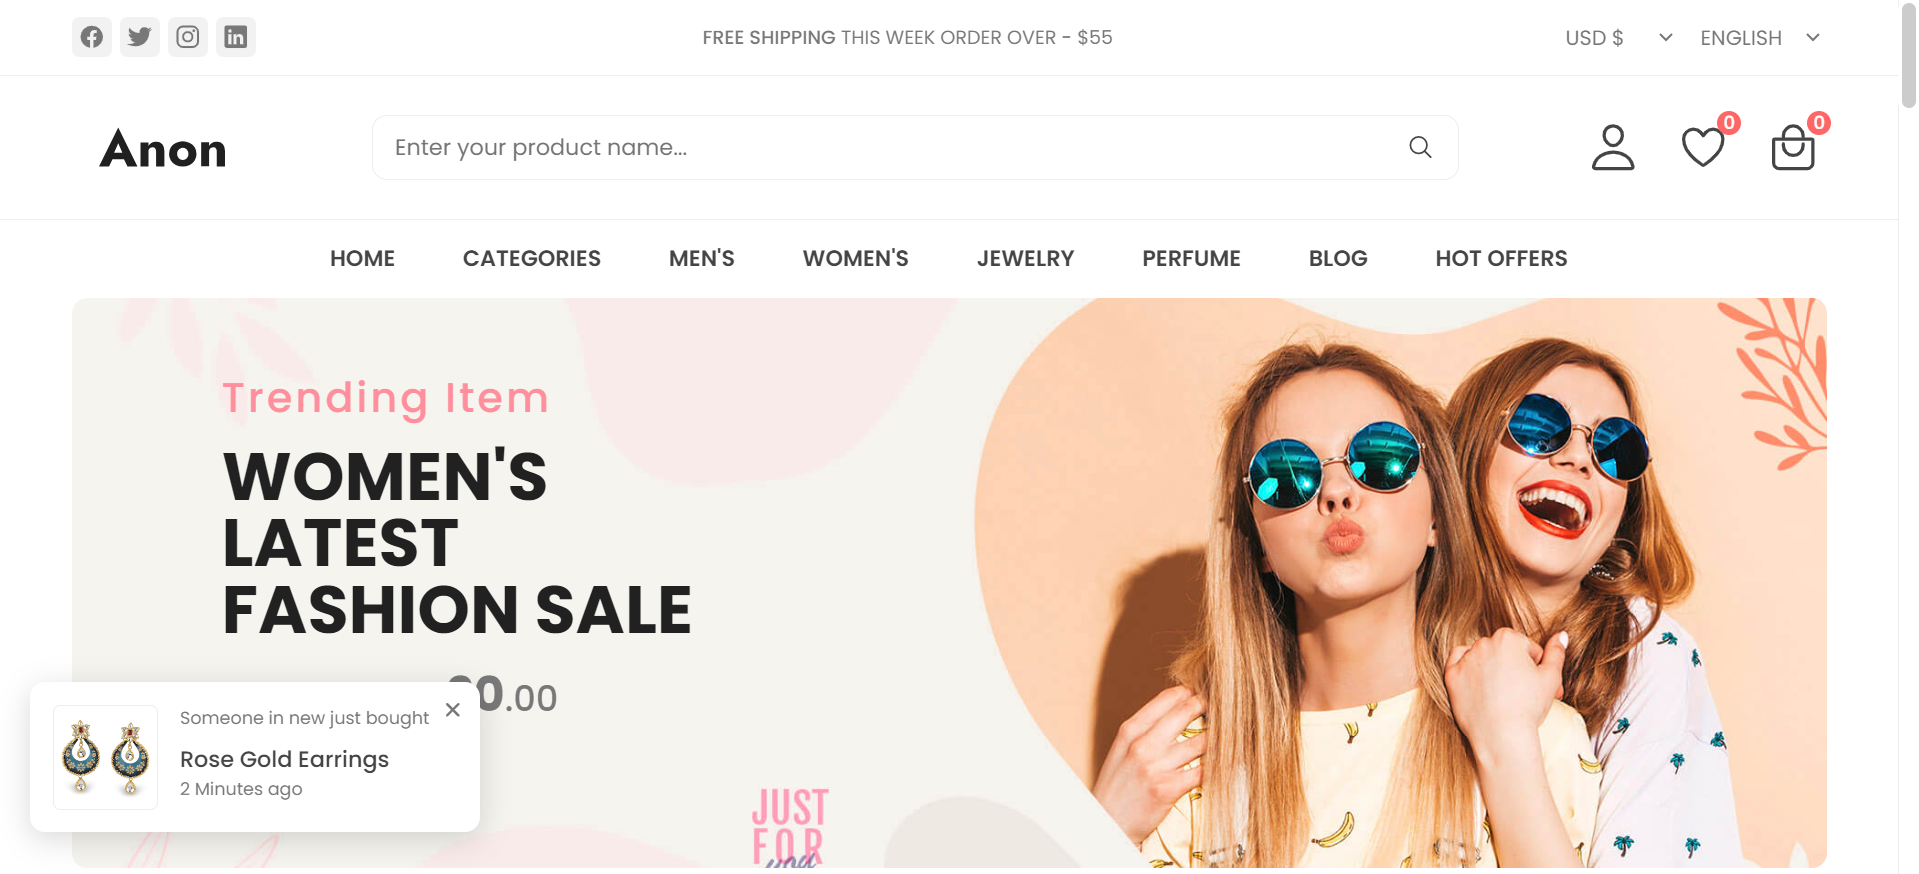 FREE SHIPPING THIS WEEK ORDER OVER - $55
USD $
ENGLISH
Anon
Enter your product name...
0
0
HOME
CATEGORIES
MEN'S
WOMEN'S
JEWELRY
PERFUME
BLOG
HOT OFFERS
Trending Item
WOMEN'S
LATEST
FASHION SALE
0.00
Someone in new just bought
Rose Gold Earrings
2 Minutes ago
JUST
FOR
you